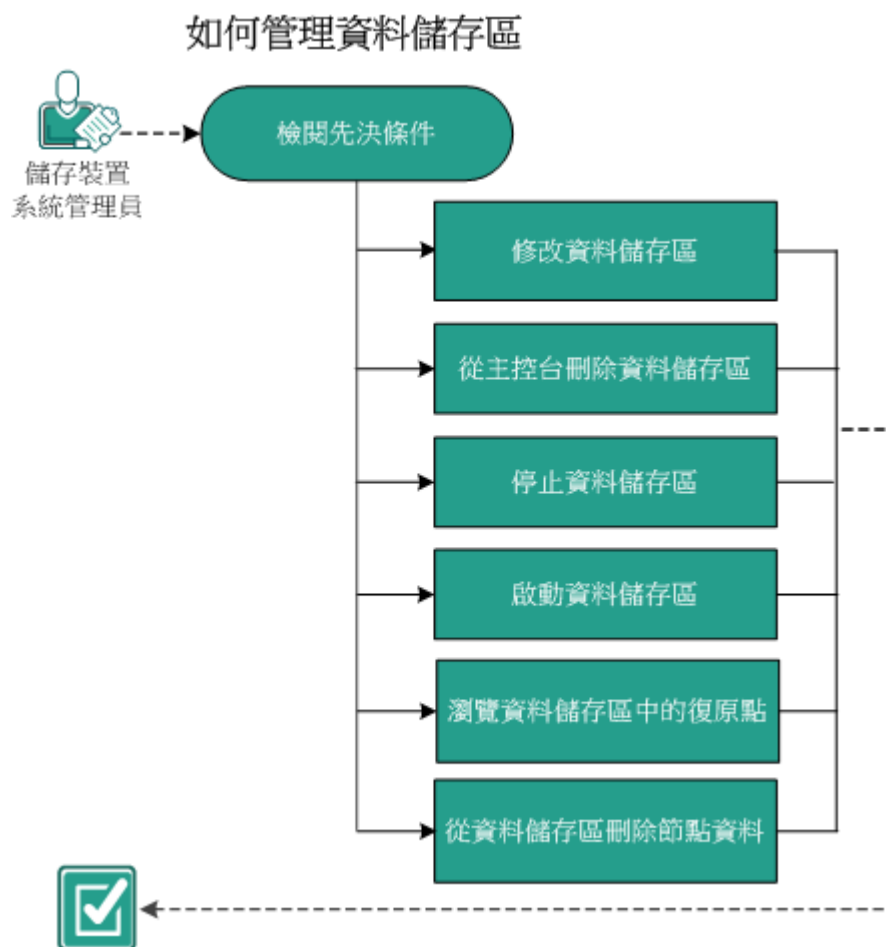 如何管理資料儲存區
檢閱先決條件
儲存裝置
系統管理員
修改資料儲存區
從主控台刪除資料儲存區
停止資料儲存區
啟動資料儲存區
瀏覽資料儲存區中的復原點
從資料儲存區刪除節點資料